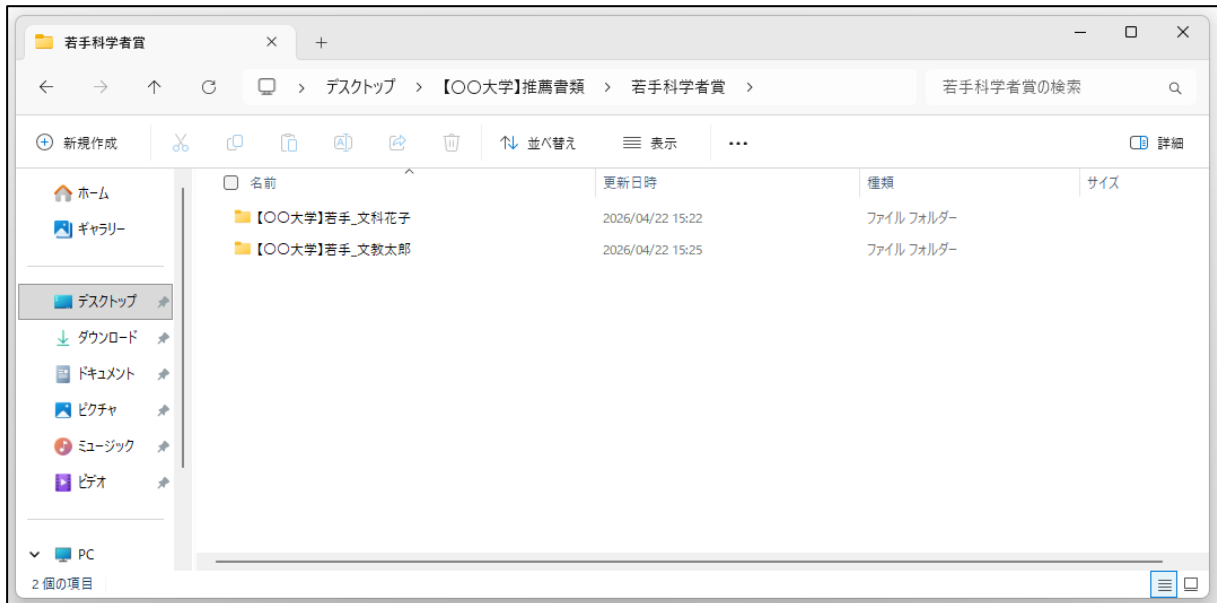 若手科学者賞
デスクトップ > 【〇〇大学】推薦書類 > 若手科学者賞 >
若手科学者賞の検索
新規作成 並べ替え 表示 ... 詳細
名前 更新日時 種類 サイズ
【〇〇大学】若手_文科花子 2026/04/22 15:22 ファイル フォルダー
【〇〇大学】若手_文教太郎 2026/04/22 15:25 ファイル フォルダー
ホーム
ギャラリー
デスクトップ
ダウンロード
ドキュメント
ピクチャ
ミュージック
ビデオ
PC
2 個の項目